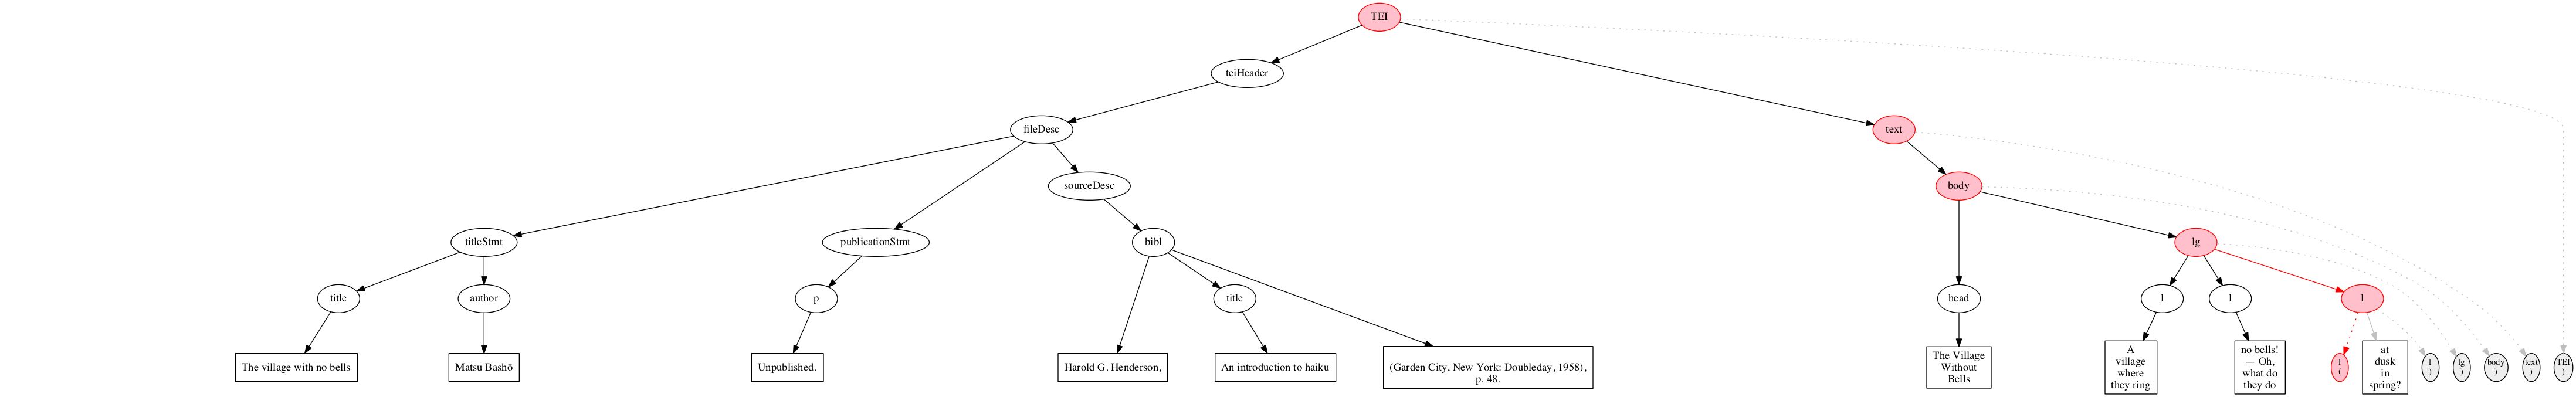 TEI
teiHeader
fileDesc
text
sourceDesc
body
titleStmt
publicationStmt
bibl
lg
title
author
p
title
head
l
l
l
The village with no bells
Matsu Bashō
Unpublished.
Harold G. Henderson,
An introduction to haiku
(Garden City, New York: Doubleday, 1958),
p. 48.
The Village
Without
Bells
A
village
where
they ring
no bells!
— Oh,
what do
they do
l
(
at
dusk
in
spring?
l
)
lg
)
body
)
text
)
TEI
)